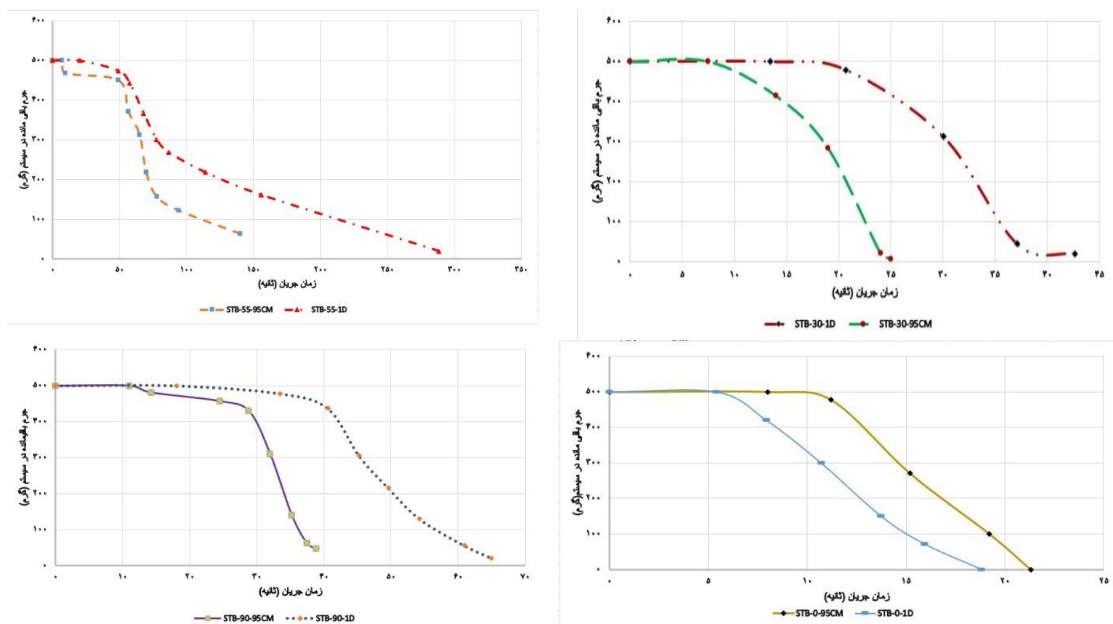 جرم باقی مانده در سیستم (گرم)
۶۰۰
۵۰۰
۴۰۰
۳۰۰
۲۰۰
۱۰۰
۰
۰ ۵۰ ۱۰۰ ۱۵۰ ۲۰۰ ۲۵۰ ۳۰۰ ۳۵۰
زمان جریان (ثانیه)
STB-55-95CM STB-55-1D
جرم باقی مانده در سیستم (گرم)
۶۰۰
۵۰۰
۴۰۰
۳۰۰
۲۰۰
۱۰۰
۰
۰ ۵ ۱۰ ۱۵ ۲۰ ۲۵ ۳۰ ۳۵ ۴۰ ۴۵
زمان جریان (ثانیه)
STB-30-1D STB-30-95CM
جرم باقیمانده در سیستم (گرم)
۶۰۰
۵۰۰
۴۰۰
۳۰۰
۲۰۰
۱۰۰
۰
۰ ۱۰ ۲۰ ۳۰ ۴۰ ۵۰ ۶۰ ۷۰
زمان جریان (ثانیه)
STB-90-95CM STB-90-1D
جرم باقی مانده در سیستم(گرم)
۶۰۰
۵۰۰
۴۰۰
۳۰۰
۲۰۰
۱۰۰
۰
۰ ۵ ۱۰ ۱۵ ۲۰ ۲۵
زمان جریان (ثانیه)
STB-0-95CM STB-0-1D